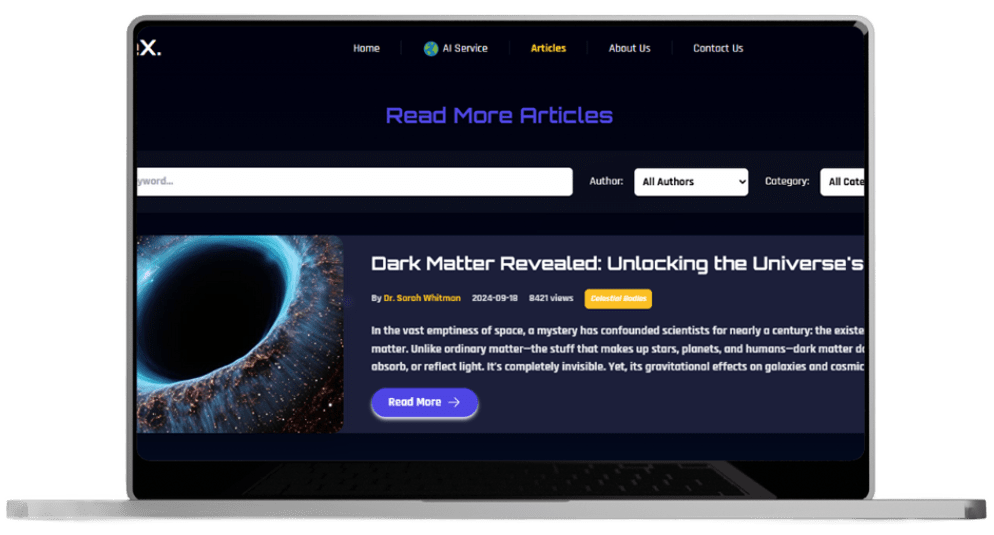 X.
Home
AI Service
Articles
About Us
Contact Us
Read More Articles
yword...
Author:
All Authors
Category:
All Cate
Dark Matter Revealed: Unlocking the Universe's
By Dr. Sarah Whitman 2024-09-18 8421 views Celestial Bodies
In the vast emptiness of space, a mystery has confounded scientists for nearly a century: the existe
matter. Unlike ordinary matter—the stuff that makes up stars, planets, and humans—dark matter do
absorb, or reflect light. It's completely invisible. Yet, its gravitational effects on galaxies and cosmic
Read More →